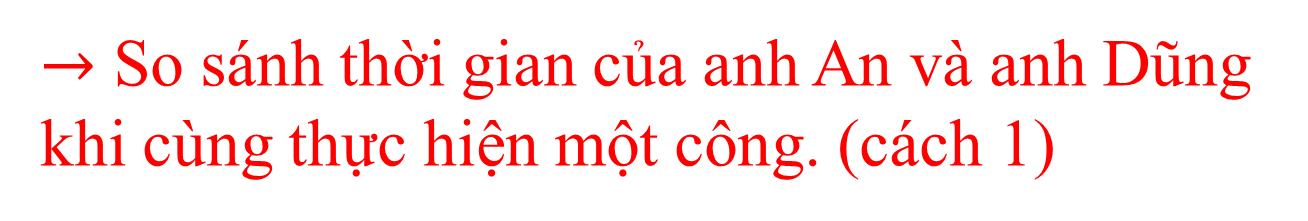 → So sánh thời gian của anh An và anh Dũng
khi cùng thực hiện một công. (cách 1)